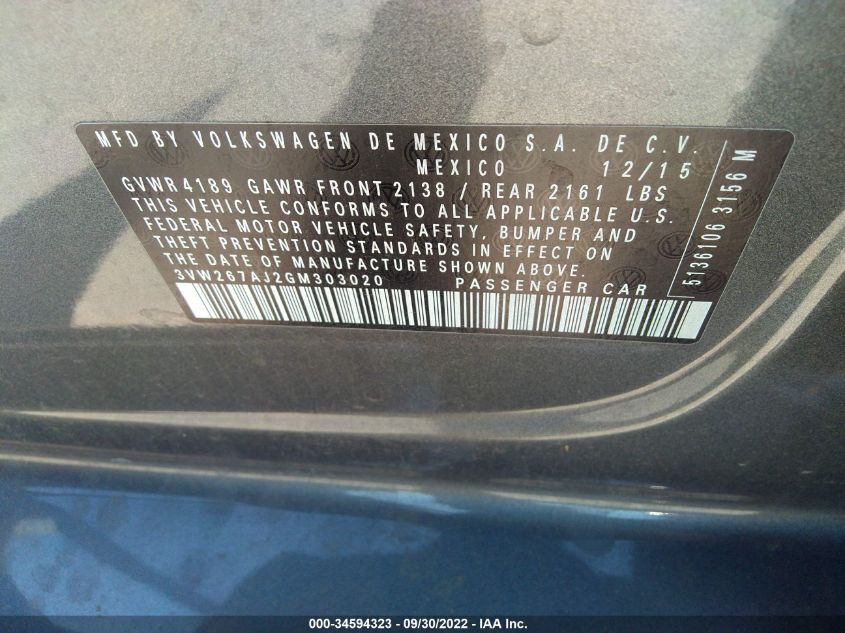 MFD BY VOLKSWAGEN DE MEXICO S.A. DE C.V.
MEXICO 12/15
GVWR 4189 GAWR FRONT 2138 / REAR 2161 LBS
THIS VEHICLE CONFORMS TO ALL APPLICABLE U.S.
FEDERAL MOTOR VEHICLE SAFETY, BUMPER AND
THEFT PREVENTION STANDARDS IN EFFECT ON
THE DATE OF MANUFACTURE SHOWN ABOVE.
3VW267AJ2GM303020 PASSENGER CAR
5136106 3156 M
000-34594323 - 09/30/2022 - IAA Inc.